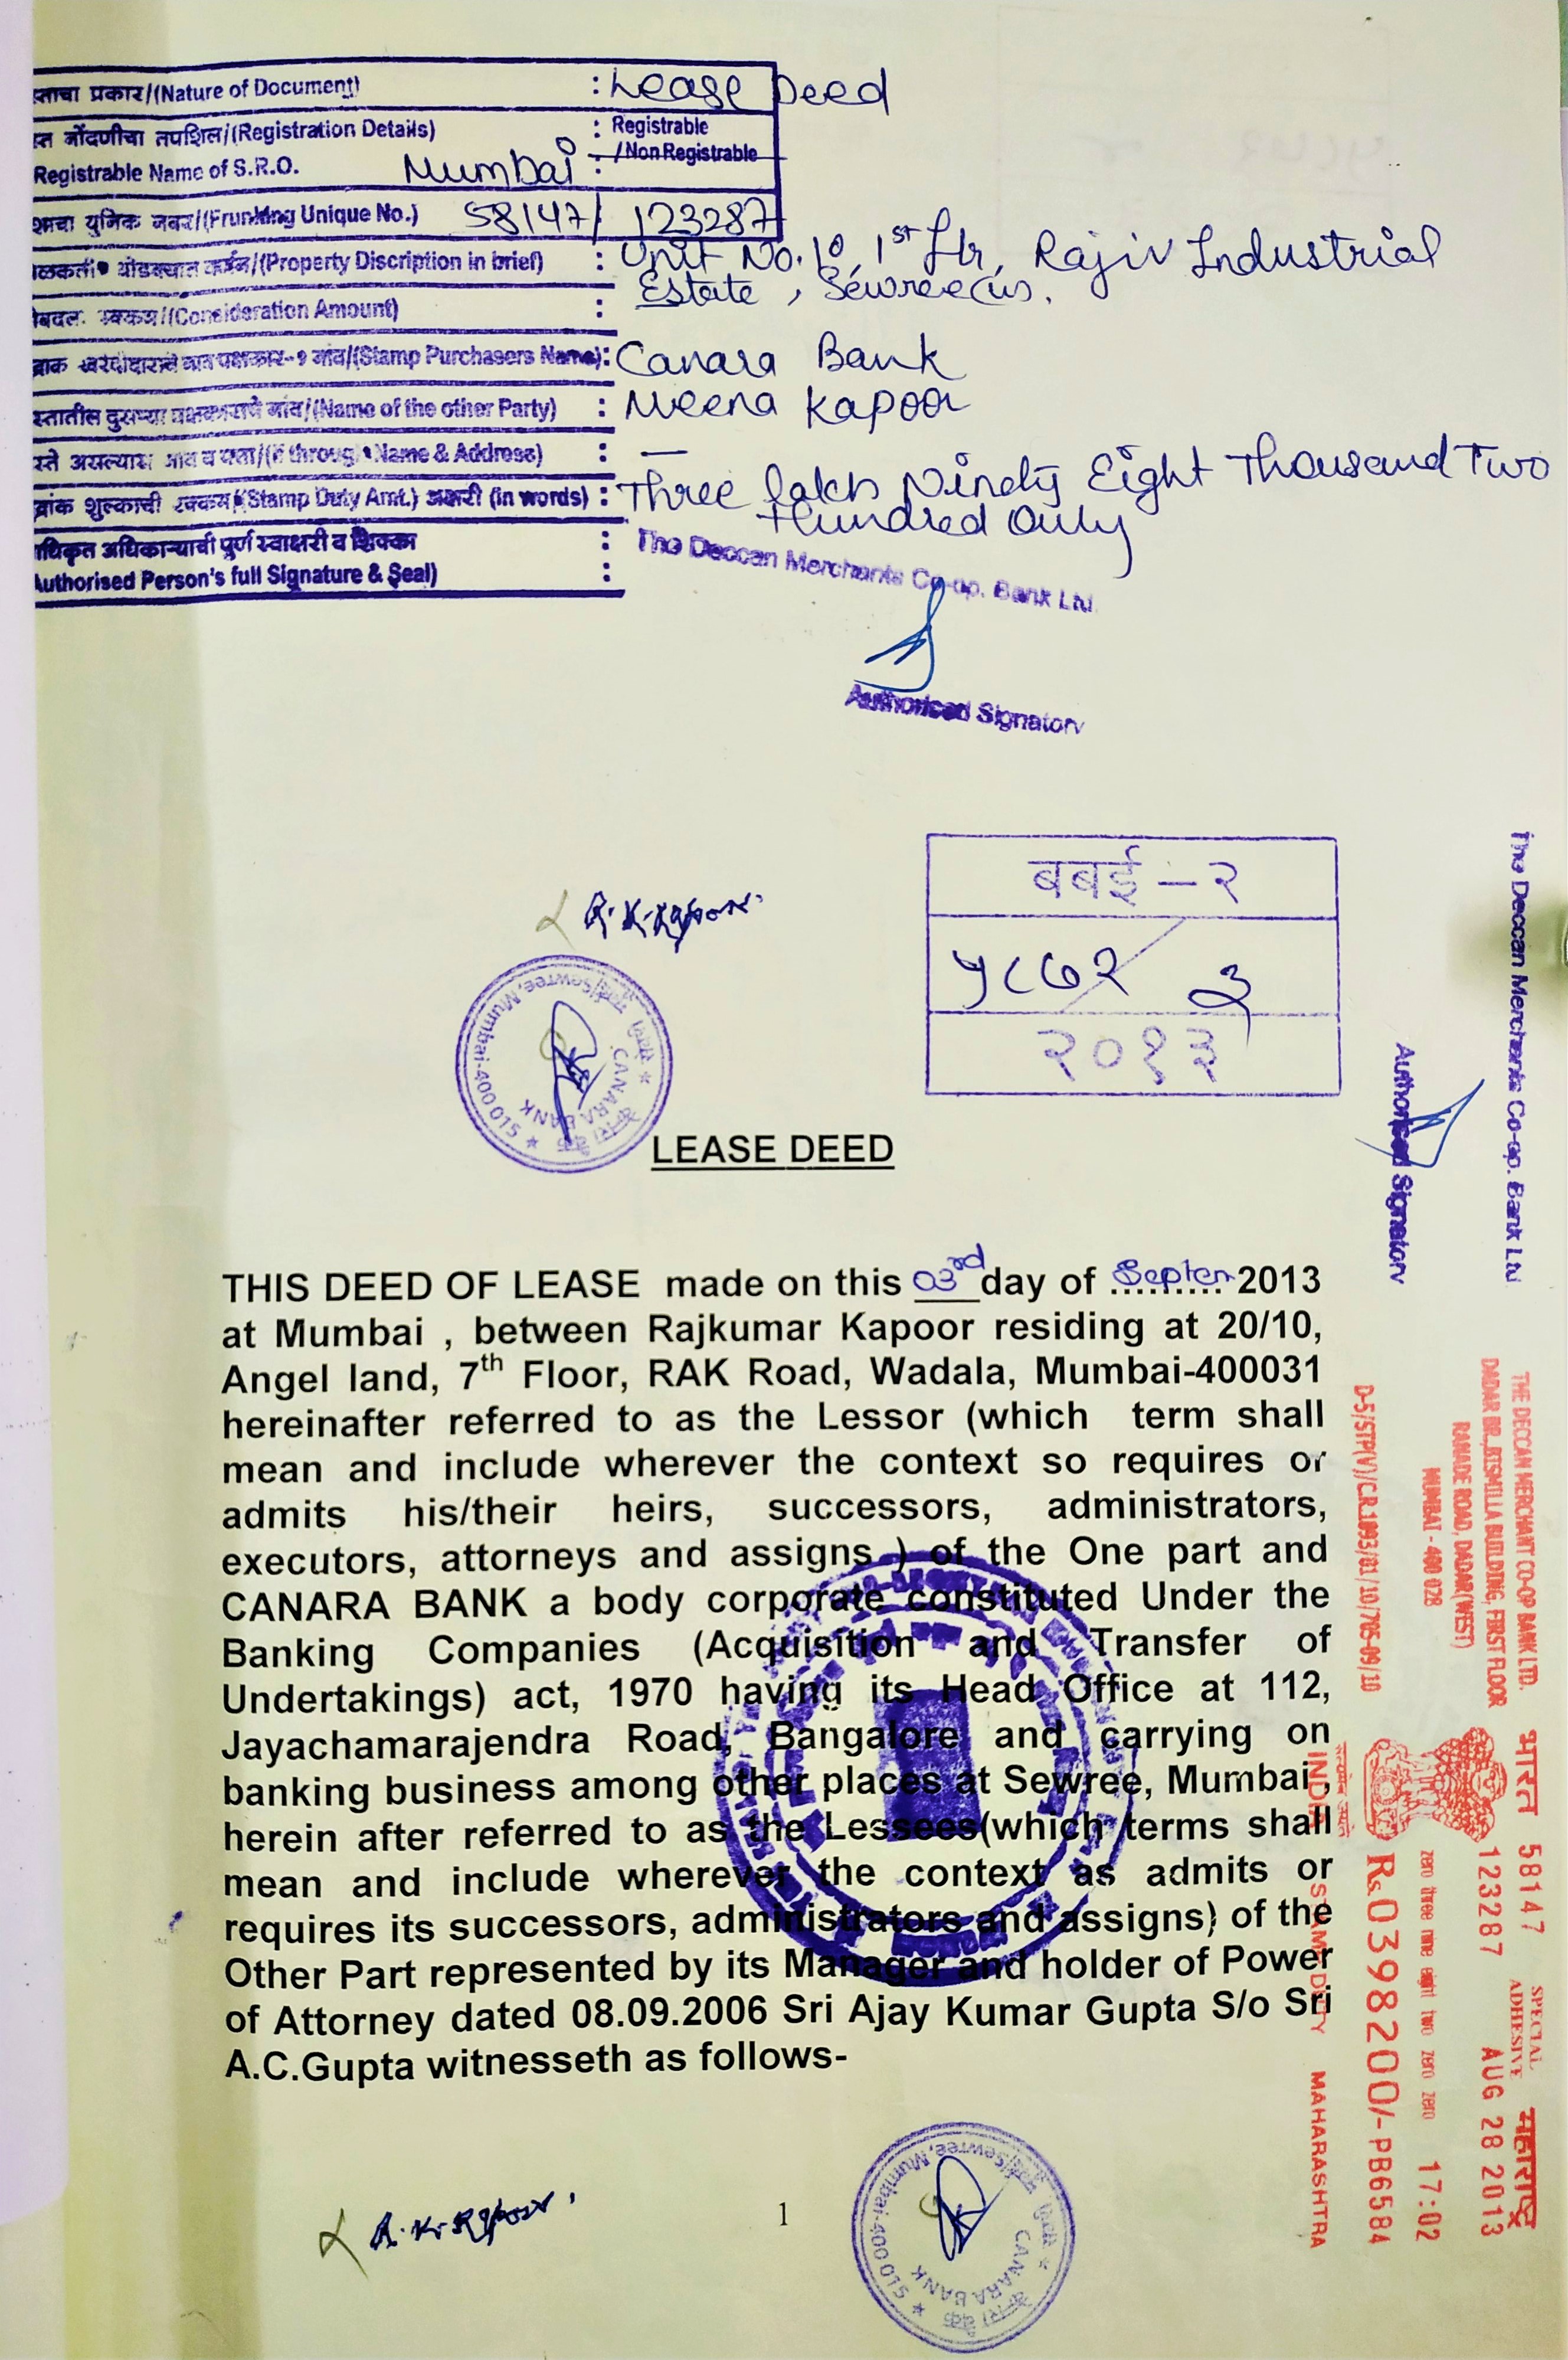 स्ताचा प्रकार/(Nature of Document) : Lease Deed
स्त नोंदणीचा तपशिल/(Registration Details) : Registrable
/ Non Registrable
Registrable Name of S.R.O. Mumbai :
युनिक नंबर/(Frunking Unique No.) 58147/ 123287
/(Property Discription in brief) : Unit No. 10, 1st Flr, Rajiv Industrial
Estate, Sewree (w).
/(Consideration Amount) :
/(Stamp Purchasers Name): Canara Bank
स्तातील दुसऱ्या पक्षकाराचे नांव/(Name of the other Party) : Meena Kapoor
स्ते असल्यास नाव व पत्ता/(If through Name & Address) : —
द्रांक शुल्काची रक्कम/(Stamp Duty Amt.) अक्षरी (in words) : Three lakh Ninety Eight Thousand Two
Hundred Only
धिकृत अधिकाऱ्याची पुर्ण स्वाक्षरी व शिक्का :
Authorised Person's full Signature & Seal) :
The Deccan Merchants Co-op. Bank Ltd.
Authorised Signatory
बबई - २
५८७२ ३
२०१३
R. K. Kapoor.
Sewree, Mumbai-400 015
CANARA BANK
LEASE DEED
THIS DEED OF LEASE made on this 03rd day of Septem 2013
at Mumbai , between Rajkumar Kapoor residing at 20/10,
Angel land, 7th Floor, RAK Road, Wadala, Mumbai-400031
hereinafter referred to as the Lessor (which term shall
mean and include wherever the context so requires or
admits his/their heirs, successors, administrators,
executors, attorneys and assigns ) of the One part and
CANARA BANK a body corporate constituted Under the
Banking Companies (Acquisition and Transfer of
Undertakings) act, 1970 having its Head Office at 112,
Jayachamarajendra Road, Bangalore and carrying on
banking business among other places at Sewree, Mumbai ,
herein after referred to as the Lessees(which terms shall
mean and include wherever the context as admits or
requires its successors, administrators and assigns) of the
Other Part represented by its Manager and holder of Power
of Attorney dated 08.09.2006 Sri Ajay Kumar Gupta S/o Sri
A.C.Gupta witnesseth as follows-
R. K. Kapoor.
1
Sewree, Mumbai-400 015
CANARA BANK
The Deccan Merchants Co-op. Bank Ltd
Authorised Signatory
THE DECCAN MERCHANT CO-OP BANK LTD.
DADAR BR., BISMILLA BUILDING, FIRST FLOOR
RANADE ROAD, DADAR(WEST)
MUMBAI - 400 028
D-5/STP(V)/C.R.1093/01/10/705-09/10
भारत 58147 SPECIAL ADHESIVE महाराष्ट्र
123287 AUG 28 2013
zero three nine eight two zero zero 17:02
Rs.0398200/-PB6584
INDIA STAMP DUTY MAHARASHTRA